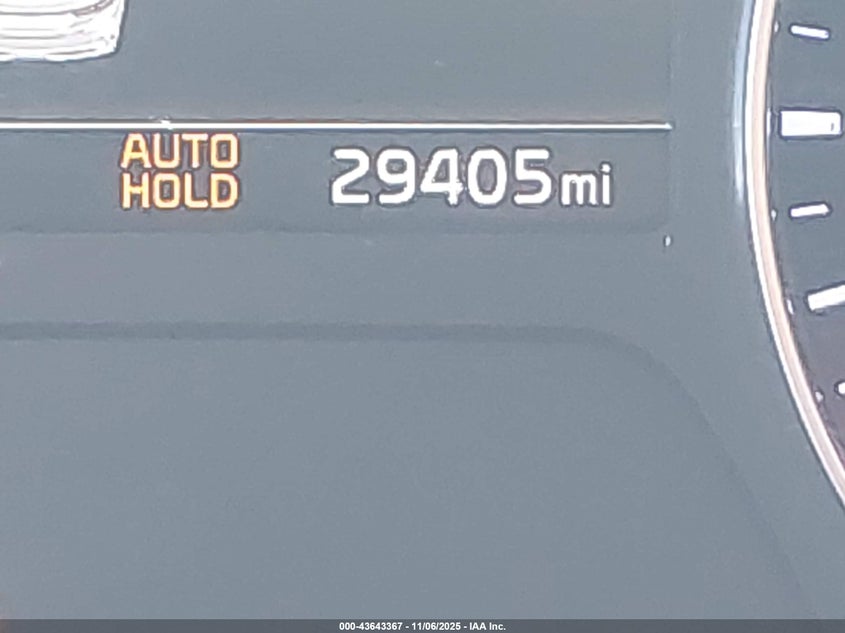 AUTO
HOLD
29405mi
000-43643367 - 11/06/2025 - IAA Inc.